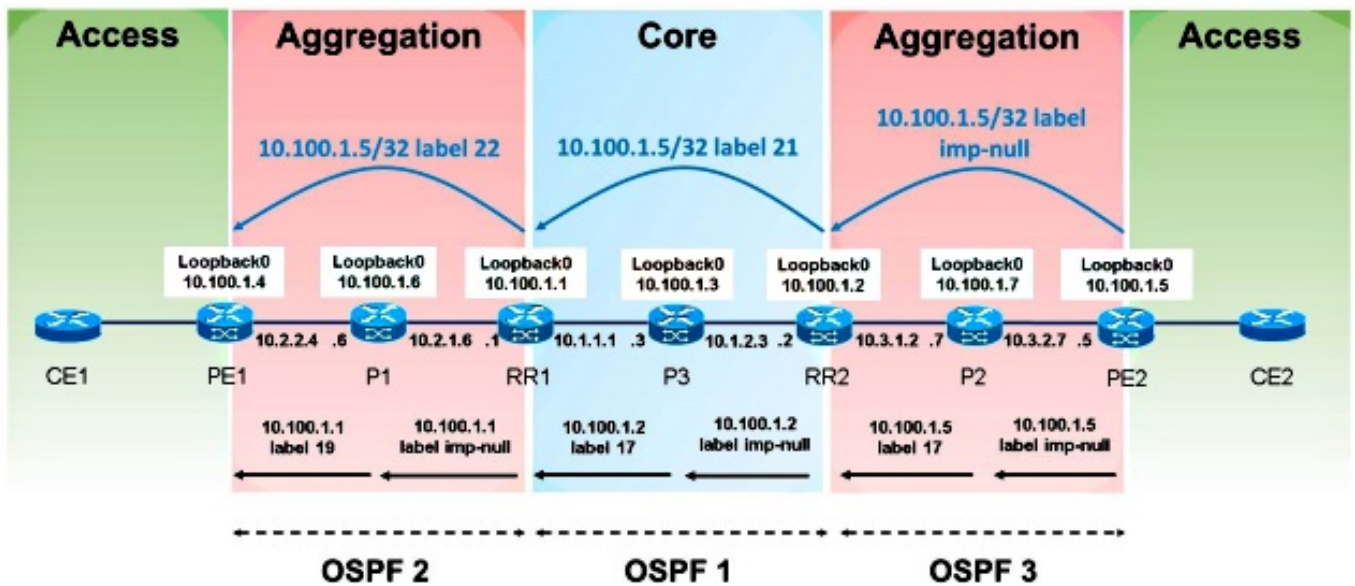 Access
Aggregation
Core
Aggregation
Access
10.100.1.5/32 label 22
10.100.1.5/32 label 21
10.100.1.5/32 label
imp-null
Loopback0
10.100.1.4
Loopback0
10.100.1.6
Loopback0
10.100.1.1
Loopback0
10.100.1.3
Loopback0
10.100.1.2
Loopback0
10.100.1.7
Loopback0
10.100.1.5
10.2.2.4 .6
10.2.1.6 .1
10.1.1.1 .3
10.1.2.3 .2
10.3.1.2 .7
10.3.2.7 .5
CE1
PE1
P1
RR1
P3
RR2
P2
PE2
CE2
10.100.1.1
label 19
10.100.1.1
label imp-null
10.100.1.2
label 17
10.100.1.2
label imp-null
10.100.1.5
label 17
10.100.1.5
label imp-null
OSPF 2
OSPF 1
OSPF 3